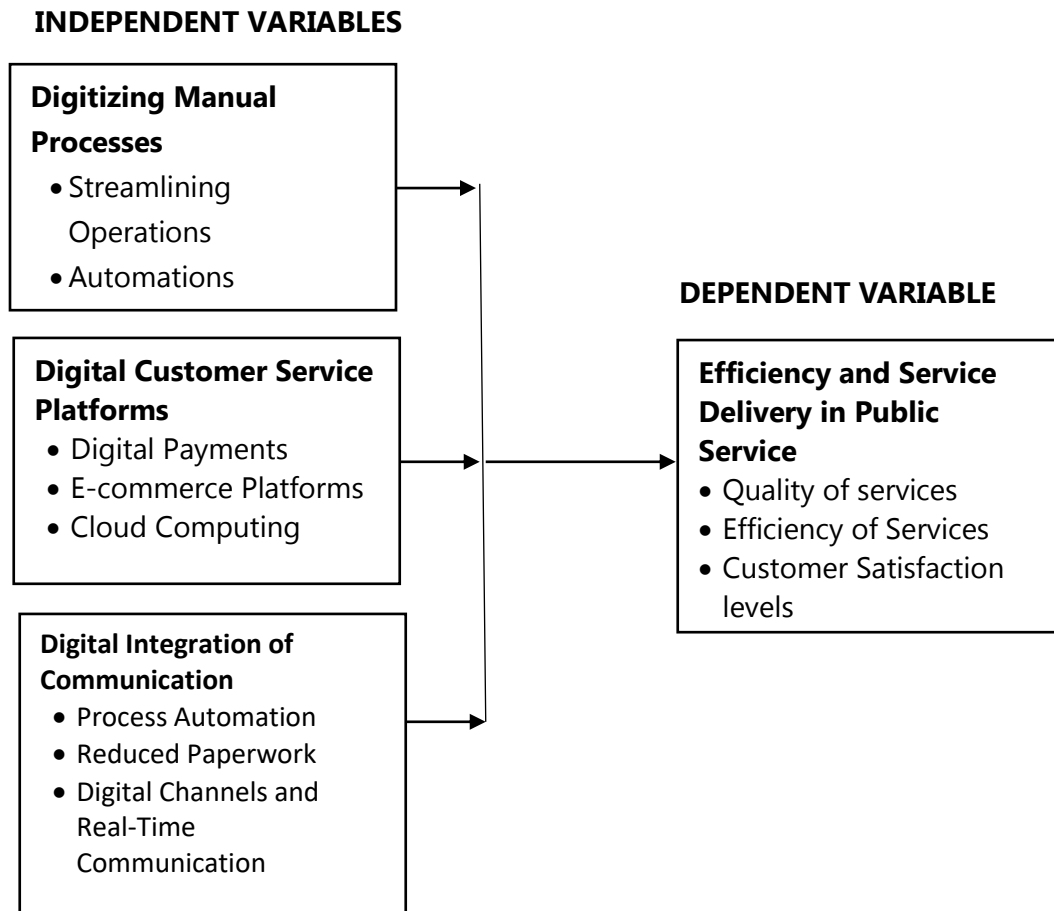 INDEPENDENT VARIABLES
Digitizing Manual
Processes
• Streamlining
Operations
• Automations
Digital Customer Service
Platforms
• Digital Payments
• E-commerce Platforms
• Cloud Computing
Digital Integration of
Communication
• Process Automation
• Reduced Paperwork
• Digital Channels and
Real-Time
Communication
DEPENDENT VARIABLE
Efficiency and Service
Delivery in Public
Service
• Quality of services
• Efficiency of Services
• Customer Satisfaction
levels